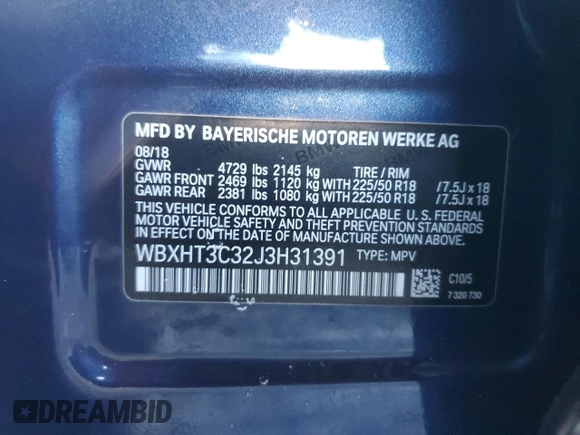 MFD BY BAYERISCHE MOTOREN WERKE AG
08/18
GVWR 4729 lbs 2145 kg TIRE / RIM
GAWR FRONT 2469 lbs 1120 kg WITH 225/50 R18 /7.5J x 18
GAWR REAR 2381 lbs 1080 kg WITH 225/50 R18 /7.5J x 18
THIS VEHICLE CONFORMS TO ALL APPLICABLE U. S. FEDERAL
MOTOR VEHICLE SAFETY AND THEFT PREVENTION STANDARDS
IN EFFECT ON THE DATE OF MANUFACTURE SHOWN ABOVE.
WBXHT3C32J3H31391 TYPE: MPV
C10/5
7 320 730
DREAMBID